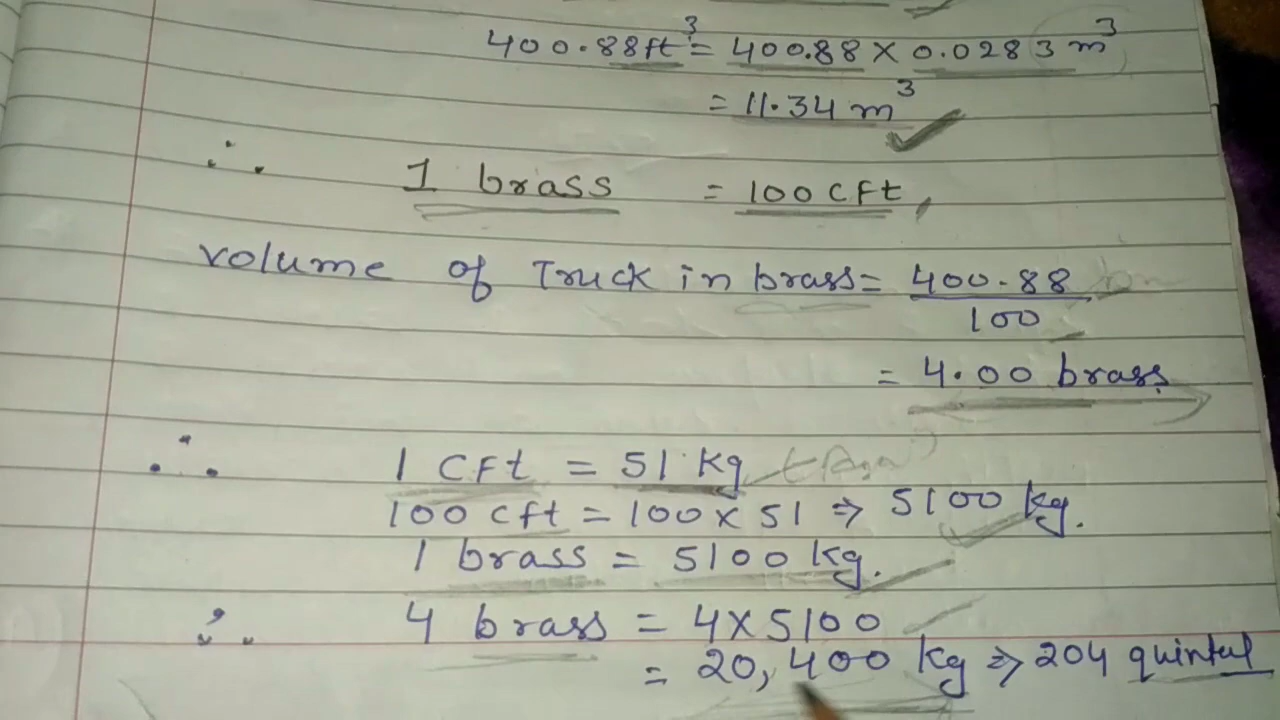 400.88ft³ = 400.88 × 0.0283 m³
= 11.34 m³
∴ 1 brass = 100 cft,
volume of Truck in brass = 400.88
100
= 4.00 brass
∴ 1 cft = 51 kg
100 cft = 100 × 51 ⇒ 5100 kg.
1 brass = 5100 kg.
∴ 4 brass = 4×5100
= 20,400 kg ⇒ 204 quintal